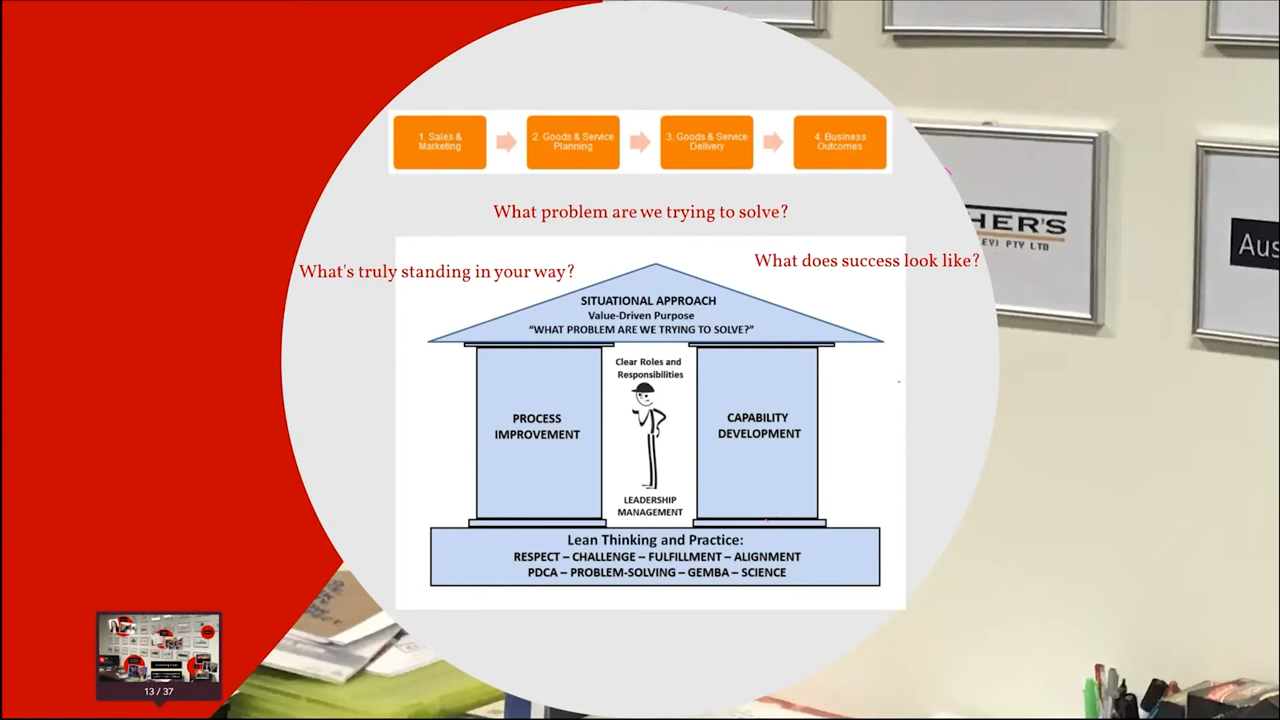 1. Sales &
Marketing
2. Goods & Service
Planning
3. Goods & Service
Delivery
4. Business
Outcomes
What problem are we trying to solve?
What's truly standing in your way?
What does success look like?
SITUATIONAL APPROACH
Value-Driven Purpose
“WHAT PROBLEM ARE WE TRYING TO SOLVE?”
Clear Roles and
Responsibilities
PROCESS
IMPROVEMENT
CAPABILITY
DEVELOPMENT
LEADERSHIP
MANAGEMENT
Lean Thinking and Practice:
RESPECT – CHALLENGE – FULFILLMENT – ALIGNMENT
PDCA – PROBLEM-SOLVING – GEMBA – SCIENCE
HER'S
EY) PTY LTD
Aus
13 / 37